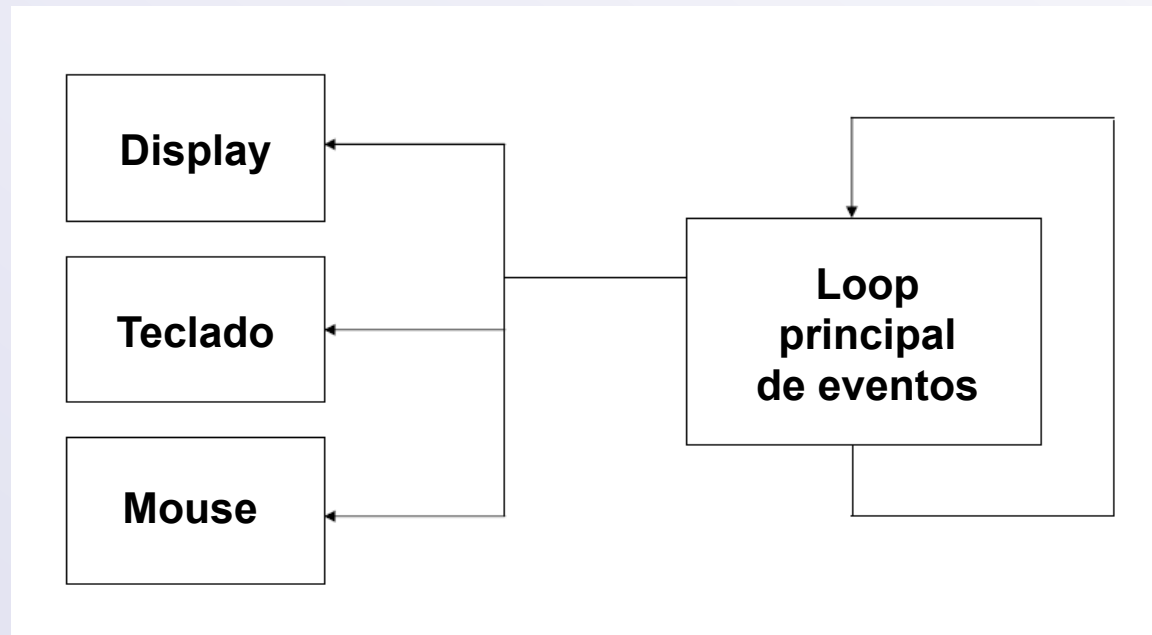 Display
Teclado
Mouse
Loop
principal
de eventos